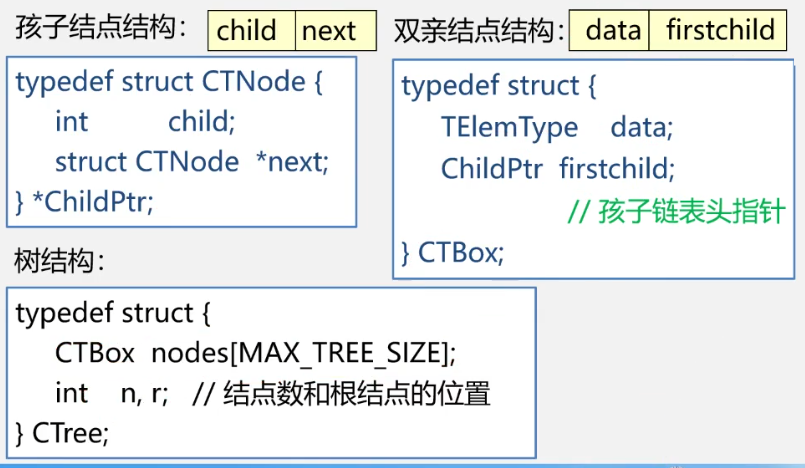 孩子结点结构：
child next
typedef struct CTNode {
int child;
struct CTNode *next;
} *ChildPtr;
双亲结点结构：
data firstchild
typedef struct {
TElemType data;
ChildPtr firstchild;
// 孩子链表头指针
} CTBox;
树结构：
typedef struct {
CTBox nodes[MAX_TREE_SIZE];
int n, r; // 结点数和根结点的位置
} CTree;